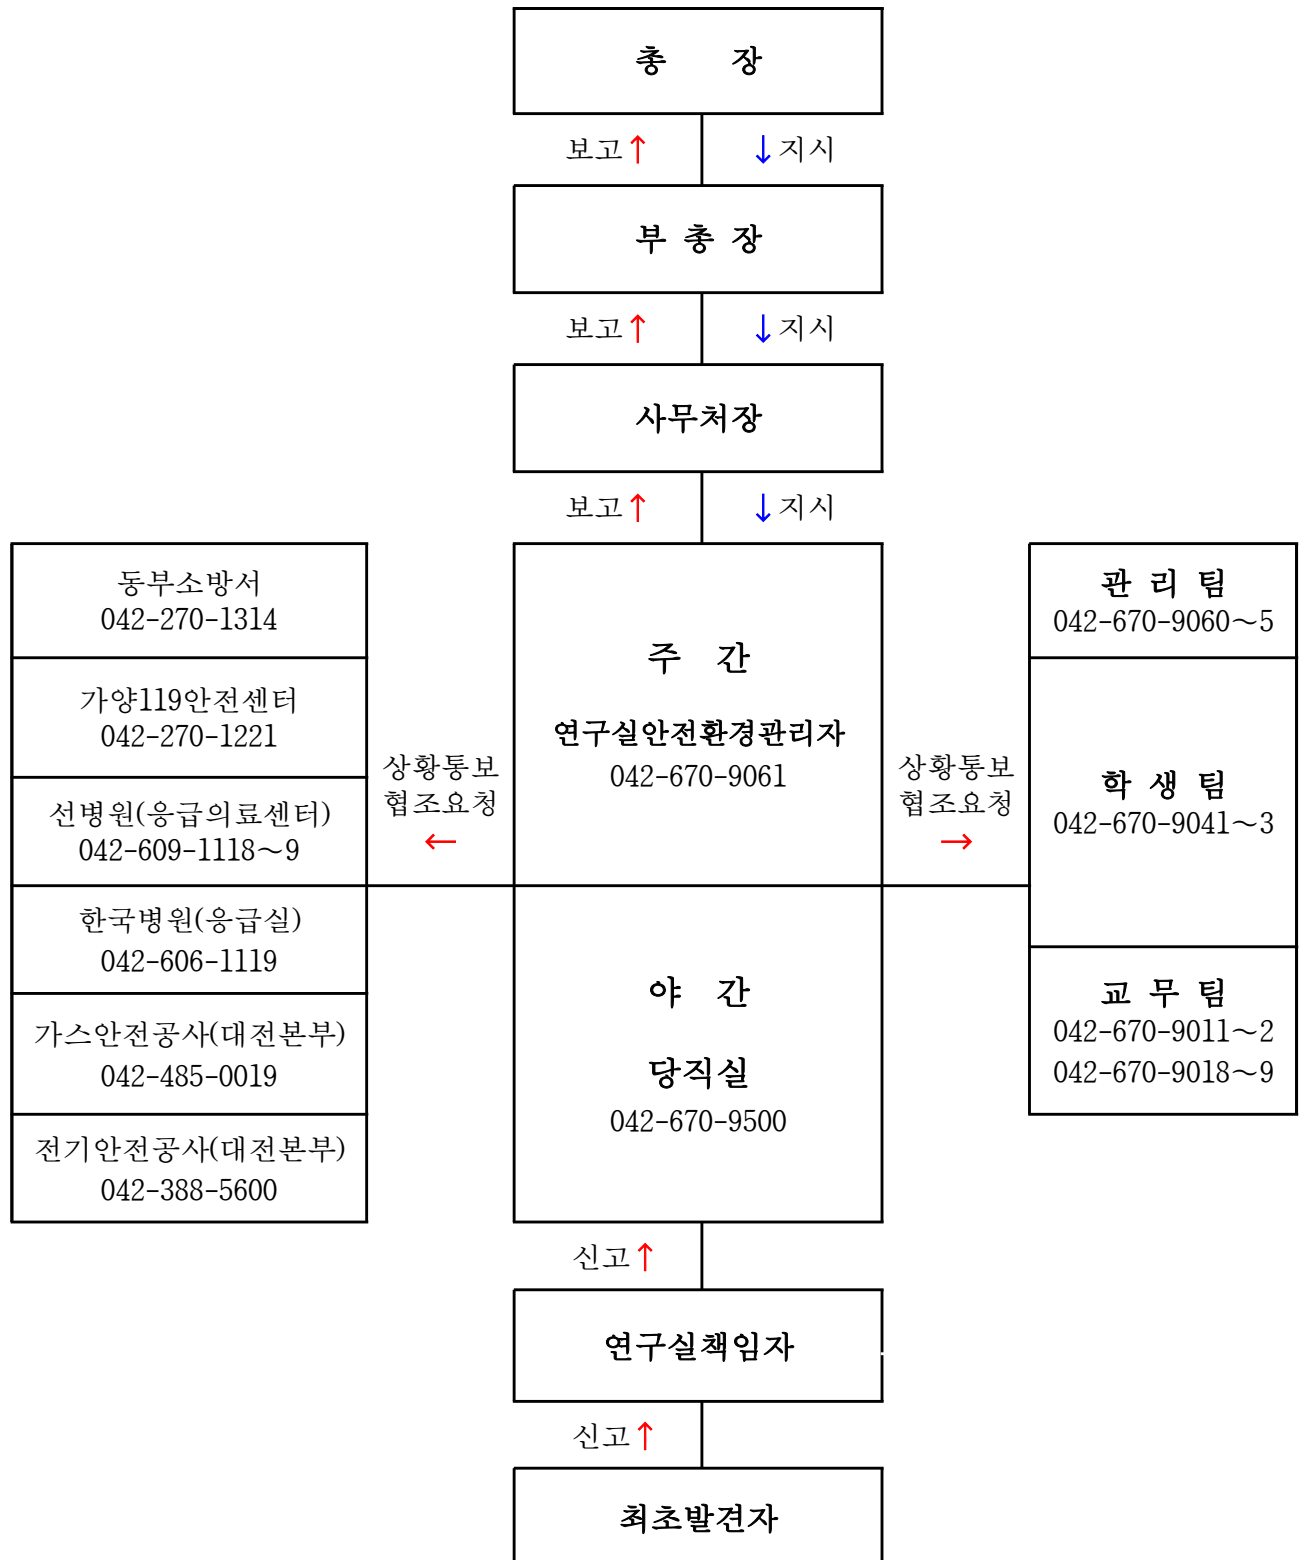 총 장
보고↑ ↓지시
부 총 장
보고↑ ↓지시
사무처장
보고↑ ↓지시
동부소방서
042-270-1314
가양119안전센터
042-270-1221
선병원(응급의료센터)
042-609-1118~9
한국병원(응급실)
042-606-1119
가스안전공사(대전본부)
042-485-0019
전기안전공사(대전본부)
042-388-5600
상황통보
협조요청
←
주 간
연구실안전환경관리자
042-670-9061
야 간
당직실
042-670-9500
상황통보
협조요청
→
관 리 팀
042-670-9060~5
학 생 팀
042-670-9041~3
교 무 팀
042-670-9011~2
042-670-9018~9
신고↑
연구실책임자
신고↑
최초발견자